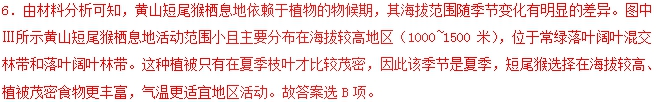 6．由材料分析可知，黄山短尾猴栖息地依赖于植物的物候期，其海拔范围随季节变化有明显的差异。图中
Ⅲ所示黄山短尾猴栖息地活动范围小且主要分布在海拔较高地区（1000~1500 米），位于常绿落叶阔叶混交
林带和落叶阔叶林带。这种植被只有在夏季枝叶才比较茂密，因此该季节是夏季，短尾猴选择在海拔较高、
植被茂密食物更丰富，气温更适宜地区活动。故答案选 B 项。